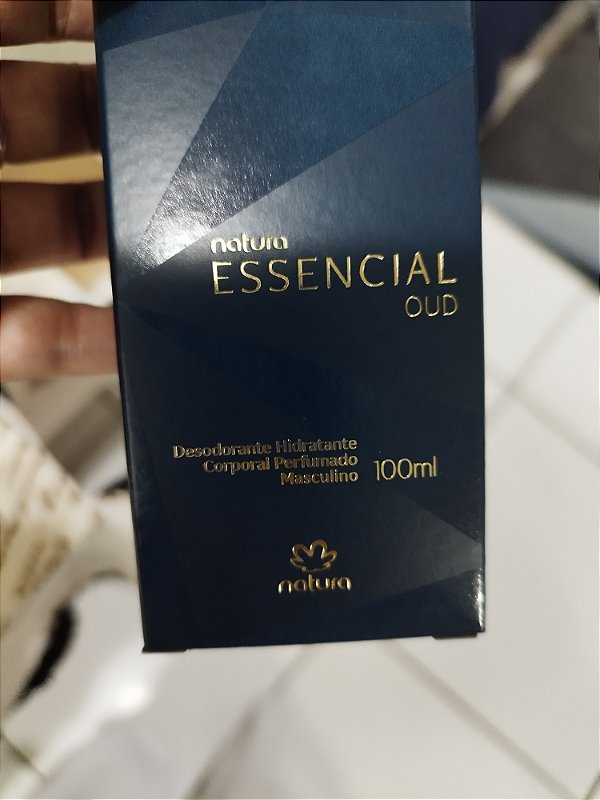 natura
ESSENCIAL
OUD
Desodorante Hidratante
Corporal Perfumado
Masculino
100ml
natura